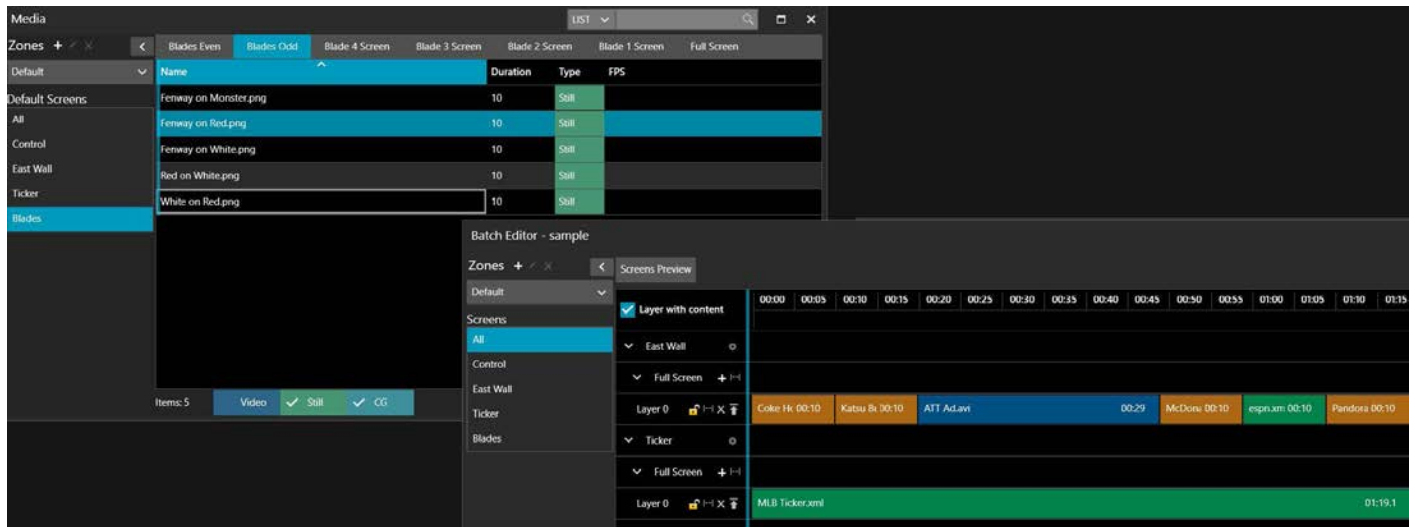 Media LIST
Zones + Blades Even Blades Odd Blade 4 Screen Blade 3 Screen Blade 2 Screen Blade 1 Screen Full Screen
Default Name Duration Type FPS
Default Screens
Fenway on Monster.png 10 Still
All
Fenway on Red.png 10 Still
Control
Fenway on White.png 10 Still
East Wall
Red on White.png 10 Still
Ticker
White on Red.png 10 Still
Blades
Items: 5 Video Still CG
Batch Editor - sample
Zones + Screens Preview
Default
00:00 00:05 00:10 00:15 00:20 00:25 00:30 00:35 00:40 00:45 00:50 00:55 01:00 01:05 01:10 01:15
Layer with content
Screens
All
East Wall
Control
Full Screen +
East Wall
Layer 0 X Coke 00:10 Katsu 00:10 ATT Ad.avi 00:29 McDon 00:10 espn.xm 00:10 Pandora 00:10
Ticker
Blades
Ticker
Full Screen +
Layer 0 X MLB Ticker.xml 01:19.1